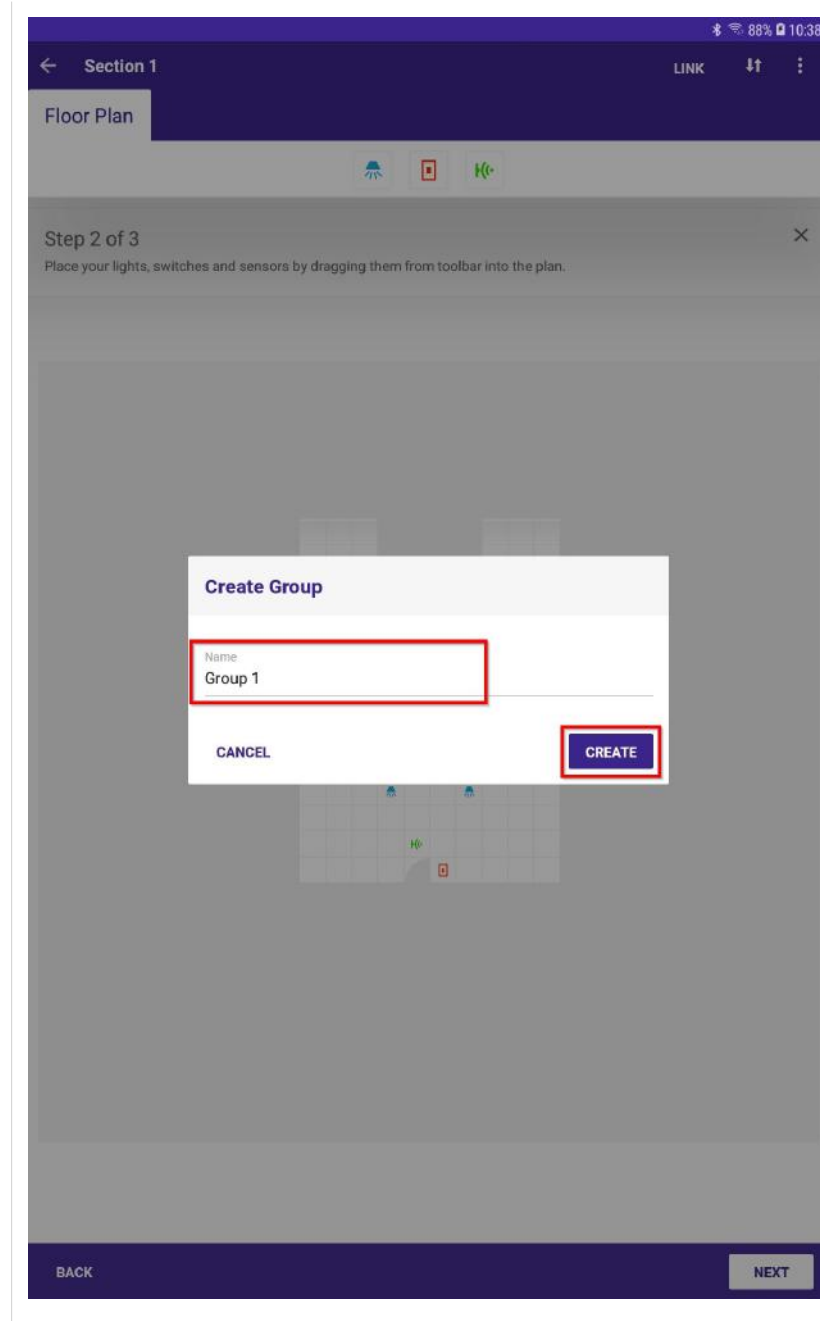 88% 10:38
Section 1 LINK
Floor Plan
Step 2 of 3
Place your lights, switches and sensors by dragging them from toolbar into the plan.
Create Group
Name
Group 1
CANCEL CREATE
BACK NEXT